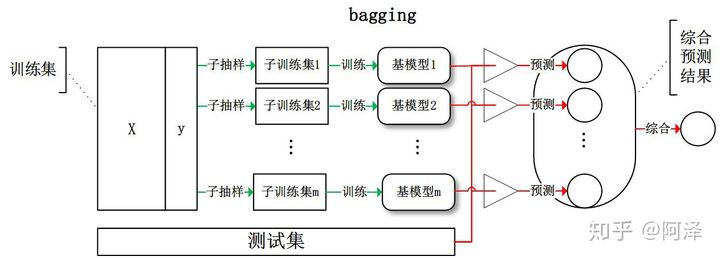 bagging
训练集
X
y
子抽样
子训练集1
训练
基模型1
预测
子抽样
子训练集2
训练
基模型2
预测
⋮
⋮
⋮
子抽样
子训练集m
训练
基模型m
预测
测试集
综合
预测
结果
综合
知乎 @阿泽